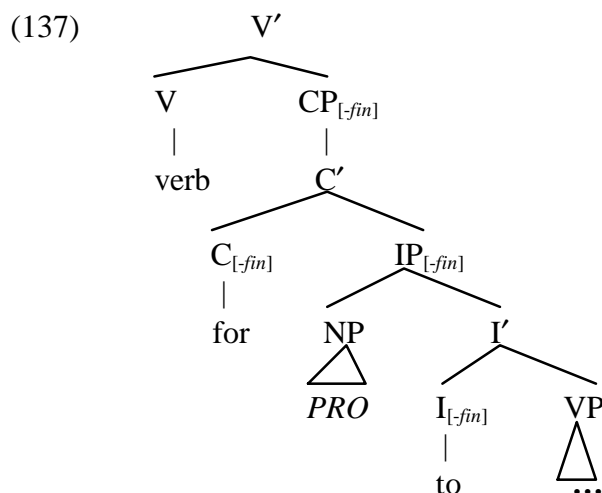 (137) V′
V CP[-fin]
verb C′
C[-fin] IP[-fin]
for NP I′
PRO I[-fin] VP
to ...